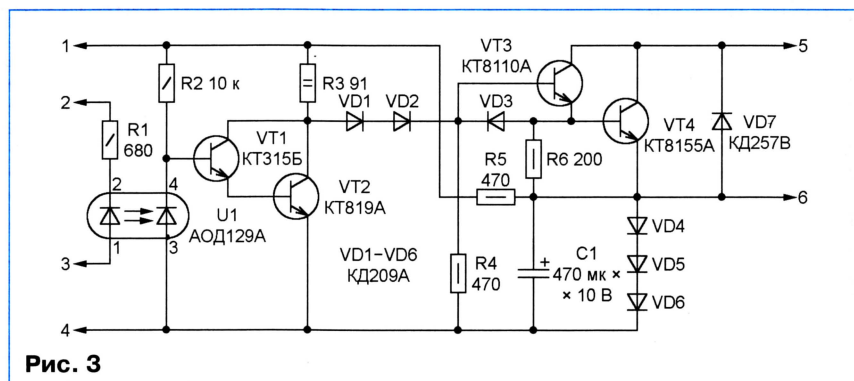 1
5
VT3
КТ8110А
R2 10 к
R3 91
2
VD1
VD2
VD3
R1
680
VT1
КТ315Б
VT4
КТ8155А
VD7
КД257В
R5
470
R6 200
2
4
VT2
КТ819А
6
U1
АОД129А
1
3
VD4
C1
470 мк ×
× 10 В
VD5
VD1–VD6
КД209А
R4
470
3
VD6
4
Рис. 3